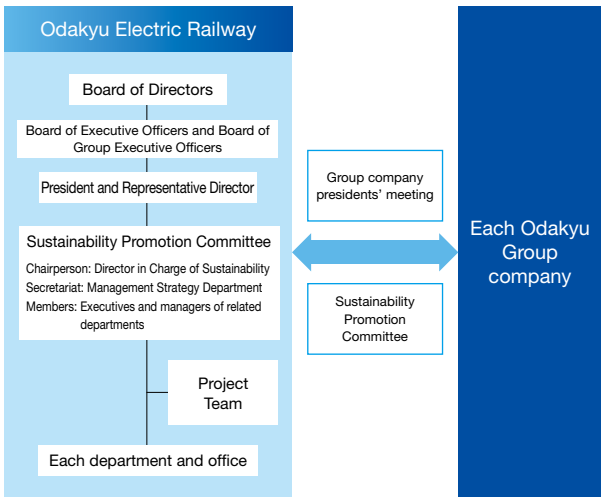 Odakyu Electric Railway
Board of Directors
Board of Executive Officers and Board of
Group Executive Officers
President and Representative Director
Sustainability Promotion Committee
Chairperson: Director in Charge of Sustainability
Secretariat: Management Strategy Department
Members: Executives and managers of related
departments
Project
Team
Each department and office
Group company
presidents’ meeting
Sustainability
Promotion
Committee
Each Odakyu
Group
company